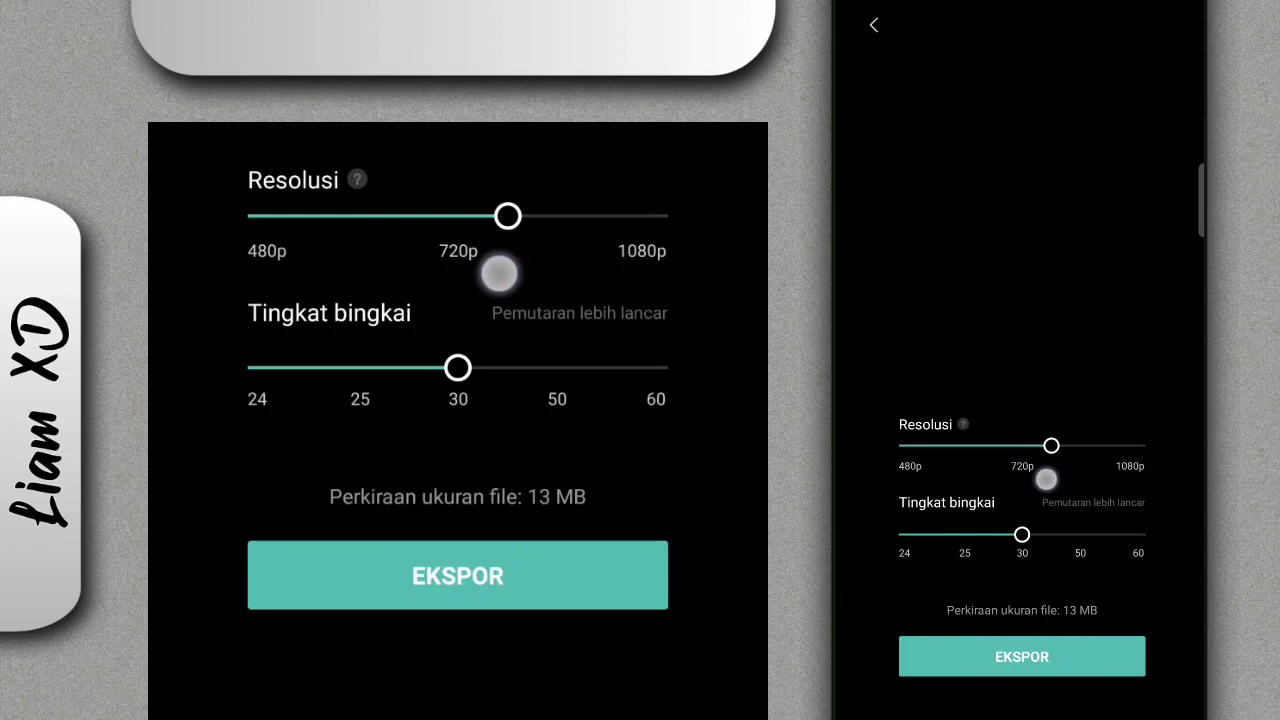 Liam XD
Resolusi ?
480p 720p 1080p
Tingkat bingkai Pemutaran lebih lancar
24 25 30 50 60
Perkiraan ukuran file: 13 MB
EKSPOR
Resolusi ?
480p 720p 1080p
Tingkat bingkai Pemutaran lebih lancar
24 25 30 50 60
Perkiraan ukuran file: 13 MB
EKSPOR